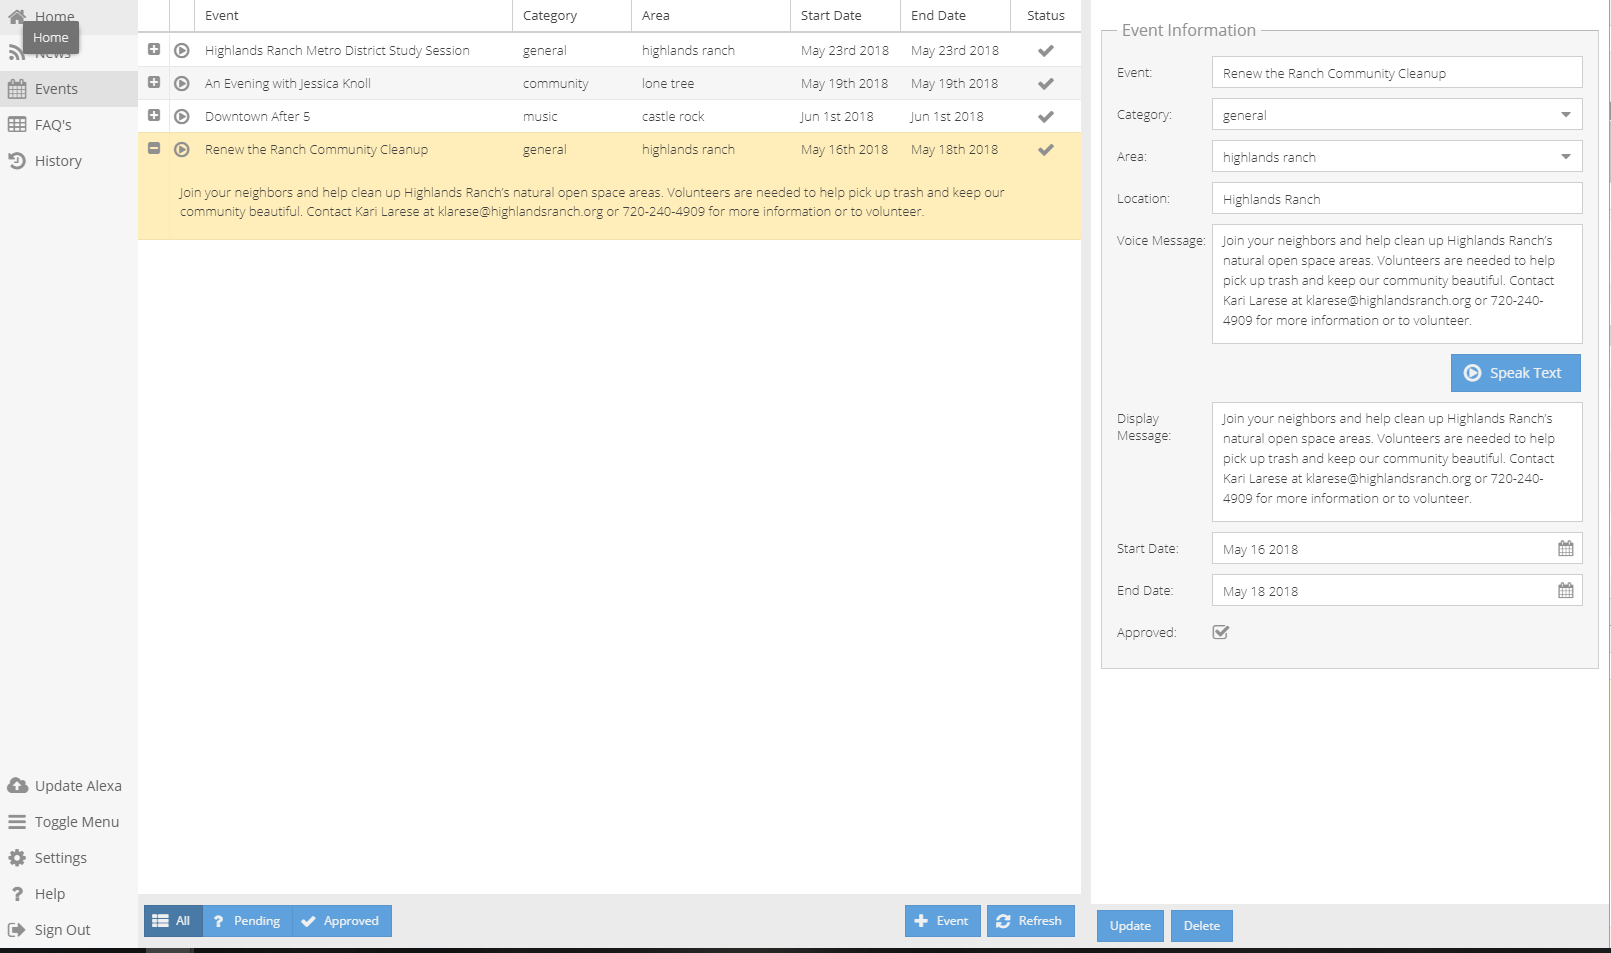 Home
Home
News
Events
FAQ's
History
Update Alexa
Toggle Menu
Settings
Help
Sign Out
Event Category Area Start Date End Date Status
Highlands Ranch Metro District Study Session general highlands ranch May 23rd 2018 May 23rd 2018
An Evening with Jessica Knoll community lone tree May 19th 2018 May 19th 2018
Downtown After 5 music castle rock Jun 1st 2018 Jun 1st 2018
Renew the Ranch Community Cleanup general highlands ranch May 16th 2018 May 18th 2018
Join your neighbors and help clean up Highlands Ranch’s natural open space areas. Volunteers are needed to help pick up trash and keep our
community beautiful. Contact Kari Larese at klarese@highlandsranch.org or 720-240-4909 for more information or to volunteer.
All Pending Approved Event Refresh
Event Information
Event: Renew the Ranch Community Cleanup
Category: general
Area: highlands ranch
Location: Highlands Ranch
Voice Message: Join your neighbors and help clean up Highlands Ranch’s
natural open space areas. Volunteers are needed to help
pick up trash and keep our community beautiful. Contact
Kari Larese at klarese@highlandsranch.org or 720-240-
4909 for more information or to volunteer.
Speak Text
Display Message: Join your neighbors and help clean up Highlands Ranch’s
natural open space areas. Volunteers are needed to help
pick up trash and keep our community beautiful. Contact
Kari Larese at klarese@highlandsranch.org or 720-240-
4909 for more information or to volunteer.
Start Date: May 16 2018
End Date: May 18 2018
Approved:
Update Delete